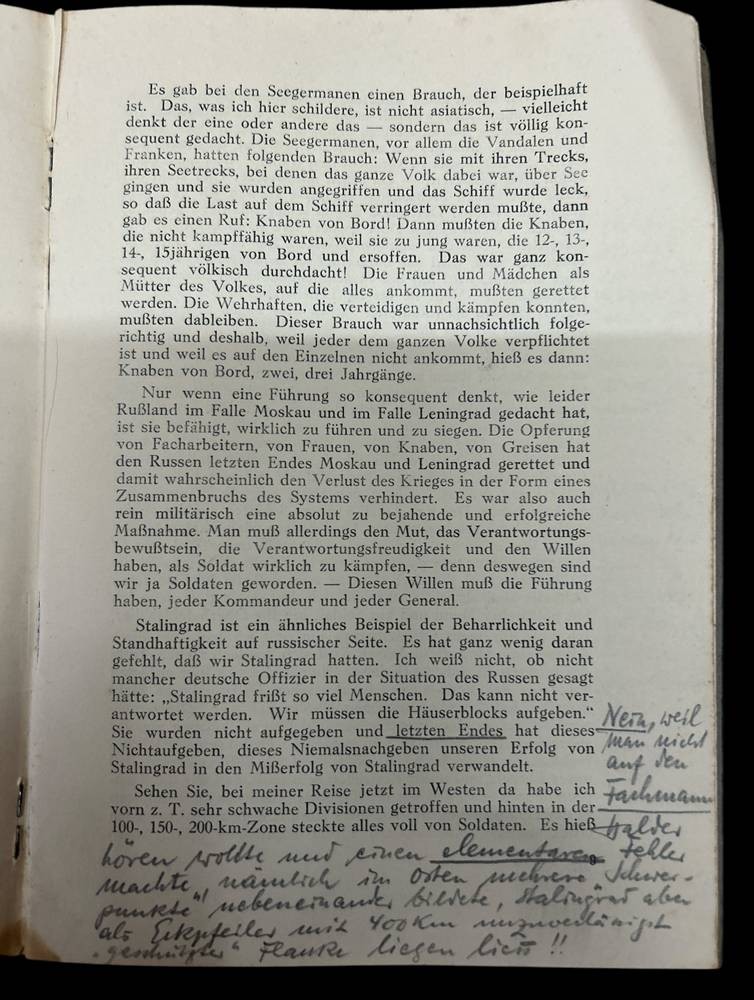 Es gab bei den Seegermanen einen Brauch, der beispielhaft
ist. Das, was ich hier schildere, ist nicht asiatisch, — vielleicht
denkt der eine oder andere das — sondern das ist völlig kon-
sequent gedacht. Die Seegermanen, vor allem die Vandalen und
Franken, hatten folgenden Brauch: Wenn sie mit ihren Trecks,
ihren Seetrecks, bei denen das ganze Volk dabei war, über See
gingen und sie wurden angegriffen und das Schiff wurde leck,
so daß die Last auf dem Schiff verringert werden mußte, dann
gab es einen Ruf: Knaben von Bord! Dann mußten die Knaben,
die nicht kampffähig waren, weil sie zu jung waren, die 12-, 13-,
14-, 15jährigen von Bord und ersoffen. Das war ganz kon-
sequent völkisch durchdacht! Die Frauen und Mädchen als
Mütter des Volkes, auf die alles ankommt, mußten gerettet
werden. Die Wehrhaften, die verteidigen und kämpfen konnten,
mußten dableiben. Dieser Brauch war unnachsichtlich folge-
richtig und deshalb, weil jeder dem ganzen Volke verpflichtet
ist und weil es auf den Einzelnen nicht ankommt, hieß es dann:
Knaben von Bord, zwei, drei Jahrgänge.
Nur wenn eine Führung so konsequent denkt, wie leider
Rußland im Falle Moskau und im Falle Leningrad gedacht hat,
ist sie befähigt, wirklich zu führen und zu siegen. Die Opferung
von Facharbeitern, von Frauen, von Knaben, von Greisen hat
den Russen letzten Endes Moskau und Leningrad gerettet und
damit wahrscheinlich den Verlust des Krieges in der Form eines
Zusammenbruchs des Systems verhindert. Es war also auch
rein militärisch eine absolut zu bejahende und erfolgreiche
Maßnahme. Man muß allerdings den Mut, das Verantwortungs-
bewußtsein, die Verantwortungsfreudigkeit und den Willen
haben, als Soldat wirklich zu kämpfen, — denn deswegen sind
wir ja Soldaten geworden. — Diesen Willen muß die Führung
haben, jeder Kommandeur und jeder General.
Stalingrad ist ein ähnliches Beispiel der Beharrlichkeit und
Standhaftigkeit auf russischer Seite. Es hat ganz wenig daran
gefehlt, daß wir Stalingrad hatten. Ich weiß nicht, ob nicht
mancher deutsche Offizier in der Situation des Russen gesagt
hätte: „Stalingrad frißt so viel Menschen. Das kann nicht ver-
antwortet werden. Wir müssen die Häuserblocks aufgeben.“
Sie wurden nicht aufgegeben und letzten Endes hat dieses
Nichtaufgeben, dieses Niemalsnachgeben unseren Erfolg von
Stalingrad in den Mißerfolg von Stalingrad verwandelt.
Sehen Sie, bei meiner Reise jetzt im Westen da habe ich
vorn z. T. sehr schwache Divisionen getroffen und hinten in der
100-, 150-, 200-km-Zone steckte alles voll von Soldaten. Es hieß
9
Nein, weil
man nicht
auf den
Fachmann
Halder
hören wollte und einen elementaren Fehler
machte, nämlich im Osten mehrere „Schwer-
punkte“ nebeneinander bildete, Stalingrad aber
als Eckpfeiler mit 400 Km unzuverlässigst
„geschützter“ Flanke liegen liess !!